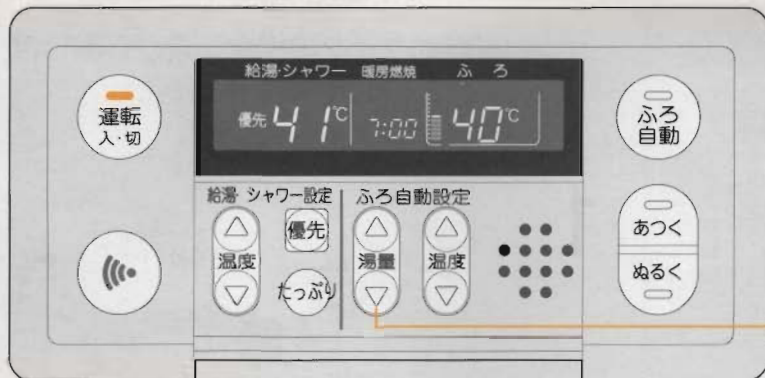 給湯・シャワー 暖房燃焼 ふろ
優先 41℃ 7:00 40℃
運転
入・切
ふろ
自動
給湯・シャワー設定 ふろ自動設定
優先
温度 湯量 温度
たっぷり
あつく
ぬるく